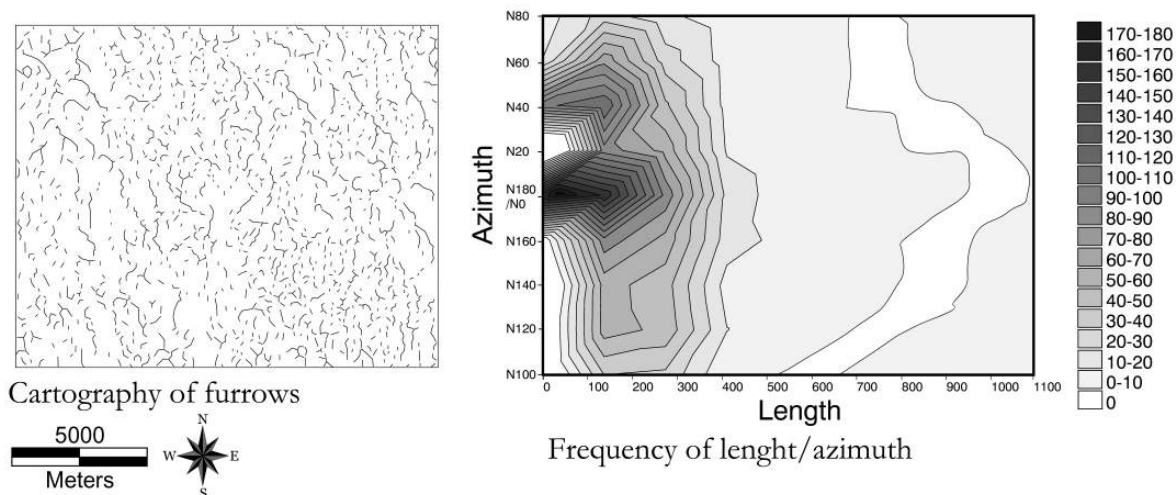 Cartography of furrows
5000
Meters
N
W
E
S
Azimuth
N80
N60
N40
N20
N180
/N0
N160
N140
N120
N100
0
100
200
300
400
500
600
700
800
900
1000
1100
Length
Frequency of lenght/azimuth
170-180
160-170
150-160
140-150
130-140
120-130
110-120
100-110
90-100
80-90
70-80
60-70
50-60
40-50
30-40
20-30
10-20
0-10
0